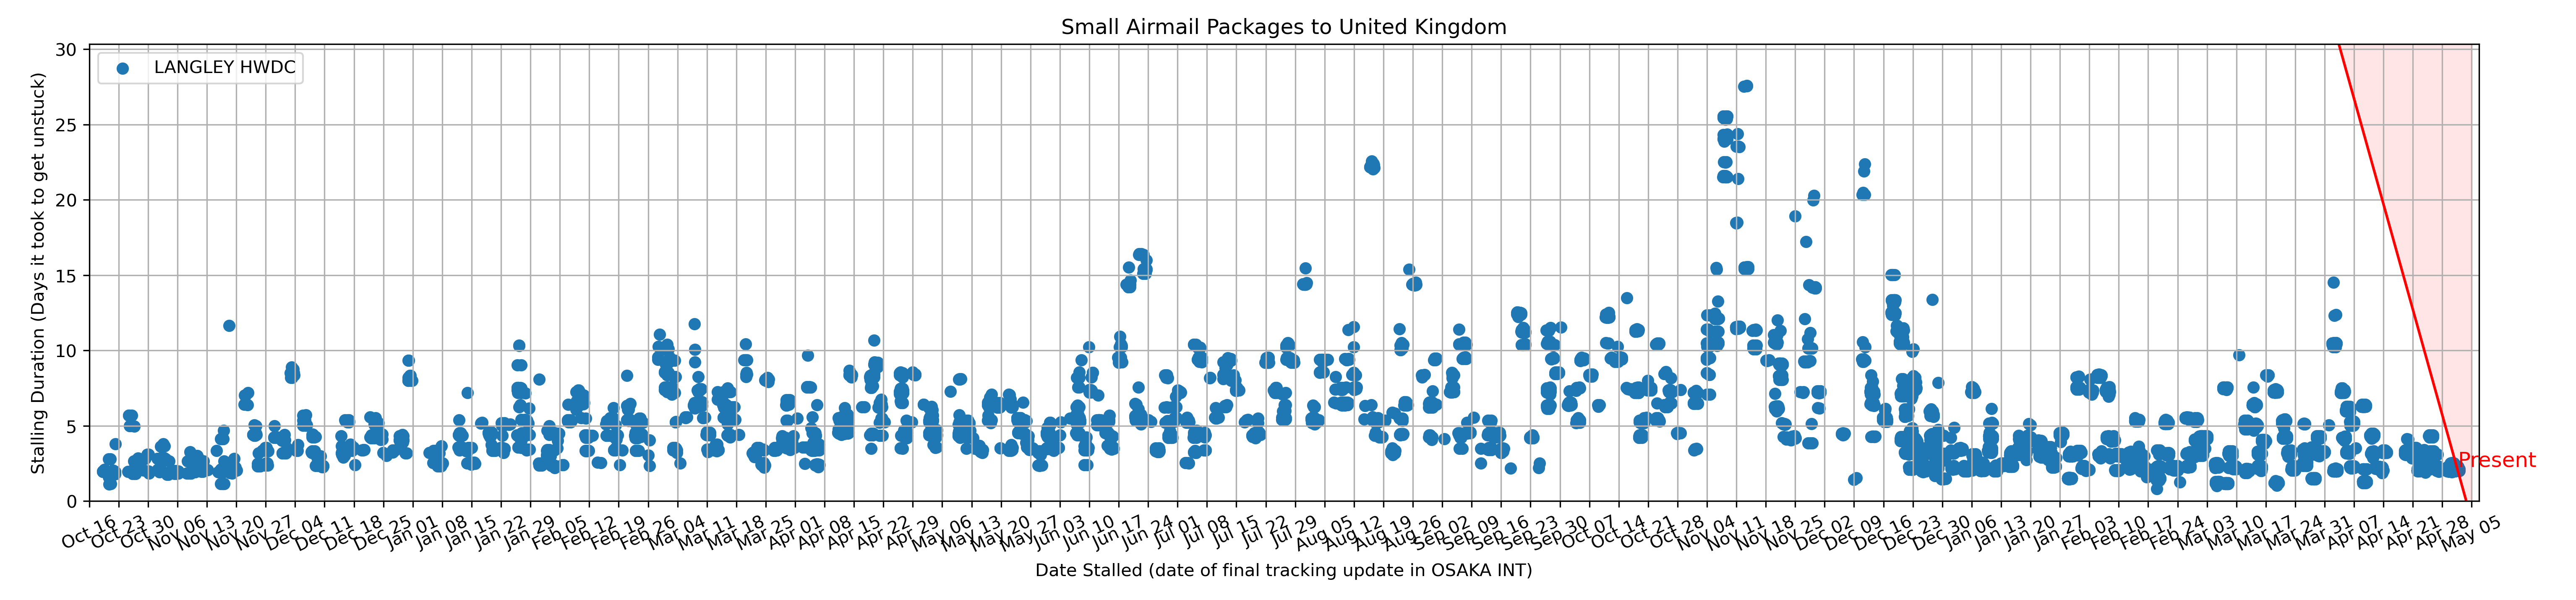 Small Airmail Packages to United Kingdom
LANGLEY HWDC
Stalling Duration (Days it took to get unstuck)
30
25
20
15
10
5
0
Present
Oct 16
Oct 23
Oct 30
Nov 06
Nov 13
Nov 20
Nov 27
Dec 04
Dec 11
Dec 18
Dec 25
Jan 01
Jan 08
Jan 15
Jan 22
Jan 29
Feb 05
Feb 12
Feb 19
Feb 26
Mar 04
Mar 11
Mar 18
Mar 25
Apr 01
Apr 08
Apr 15
Apr 22
Apr 29
May 06
May 13
May 20
May 27
Jun 03
Jun 10
Jun 17
Jun 24
Jul 01
Jul 08
Jul 15
Jul 22
Jul 29
Aug 05
Aug 12
Aug 19
Aug 26
Sep 02
Sep 09
Sep 16
Sep 23
Sep 30
Oct 07
Oct 14
Oct 21
Oct 28
Nov 04
Nov 11
Nov 18
Nov 25
Dec 02
Dec 09
Dec 16
Dec 23
Dec 30
Jan 06
Jan 13
Jan 20
Jan 27
Feb 03
Feb 10
Feb 17
Feb 24
Mar 03
Mar 10
Mar 17
Mar 24
Mar 31
Apr 07
Apr 14
Apr 21
Apr 28
May 05
Date Stalled (date of final tracking update in OSAKA INT)